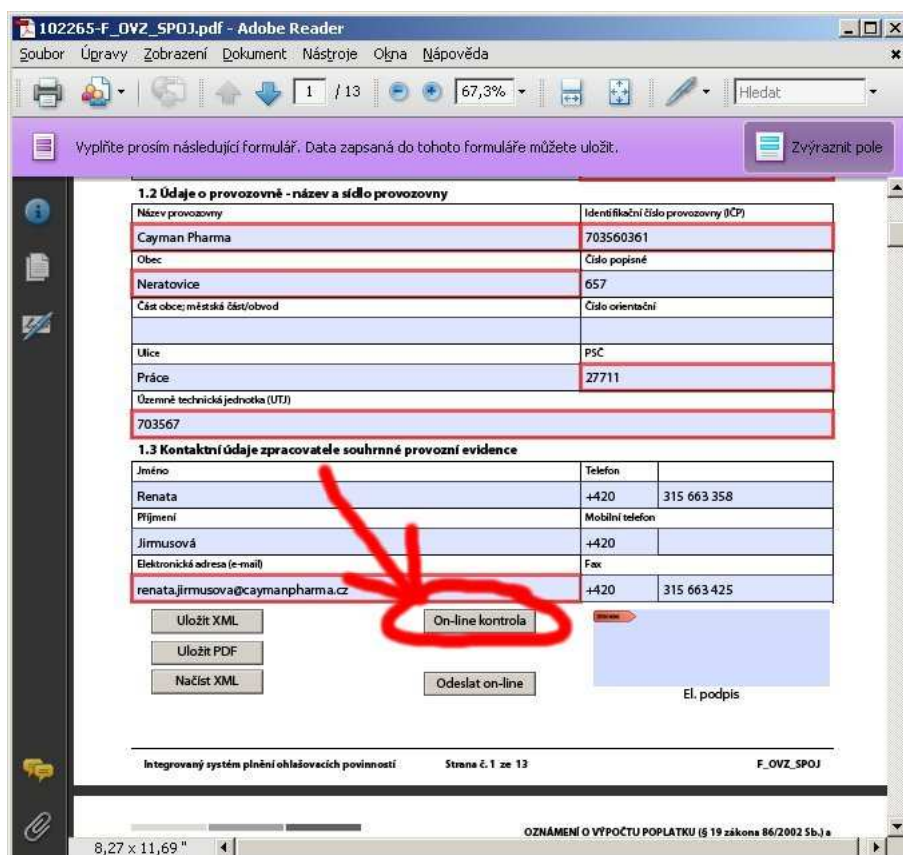 102265-F_OVZ_SPOJ.pdf - Adobe Reader
Soubor Úpravy Zobrazení Dokument Nástroje Okna Nápověda
1 / 13 67,3% Hledat
Vyplňte prosím následující formulář. Data zapsaná do tohoto formuláře můžete uložit. Zvýraznit pole
1.2 Údaje o provozovně - název a sídlo provozovny
Název provozovny Identifikační číslo provozovny (IČP)
Cayman Pharma 703560361
Obec Číslo popisné
Neratovice 657
Část obce; městská část/obvod Číslo orientační
Ulice PSČ
Práce 27711
Územně technická jednotka (UTJ)
703567
1.3 Kontaktní údaje zpracovatele souhrnné provozní evidence
Jméno Telefon
Renata +420 315 663 358
Příjmení Mobilní telefon
Jirmusová +420
Elektronická adresa (e-mail) Fax
renata.jirmusova@caymanpharma.cz +420 315 663 425
Uložit XML On-line kontrola
Uložit PDF
Načíst XML Odeslat on-line
El. podpis
Integrovaný systém plnění ohlašovacích povinností Strana č. 1 ze 13 F_OVZ_SPOJ
OZNÁMENÍ O VÝPOČTU POPLATKU (§ 19 zákona 86/2002 Sb.) a
8,27 x 11,69 "